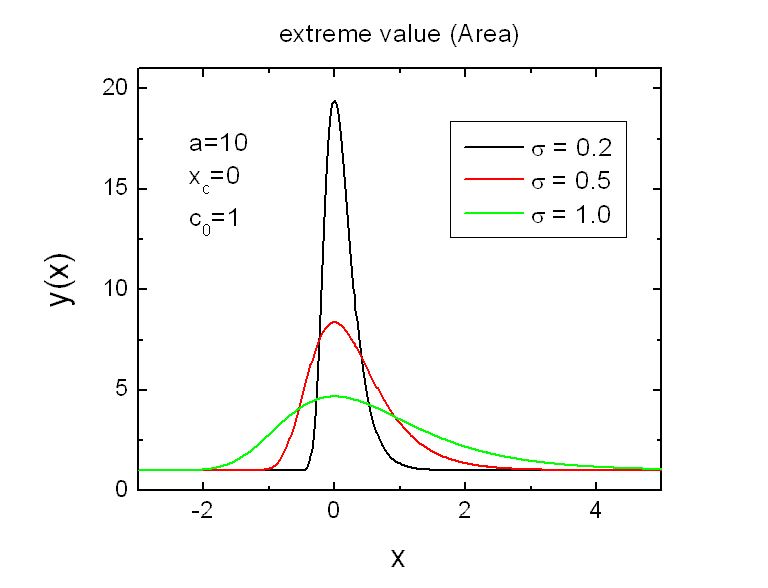 extreme value (Area)
20
15
10
5
0
y(x)
a=10
x_c=0
c_0=1
σ = 0.2
σ = 0.5
σ = 1.0
-2 0 2 4
x